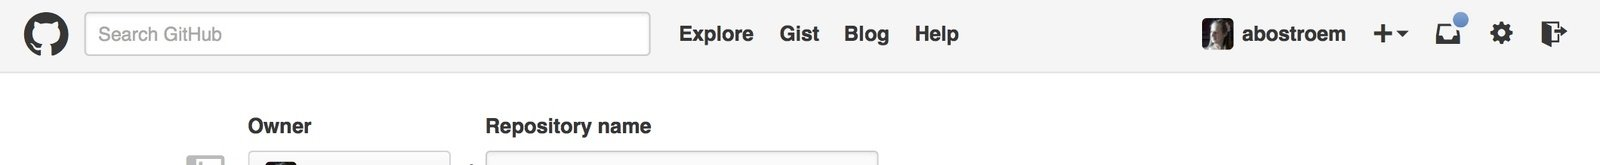 Search GitHub Explore Gist Blog Help abostroem
Owner Repository name